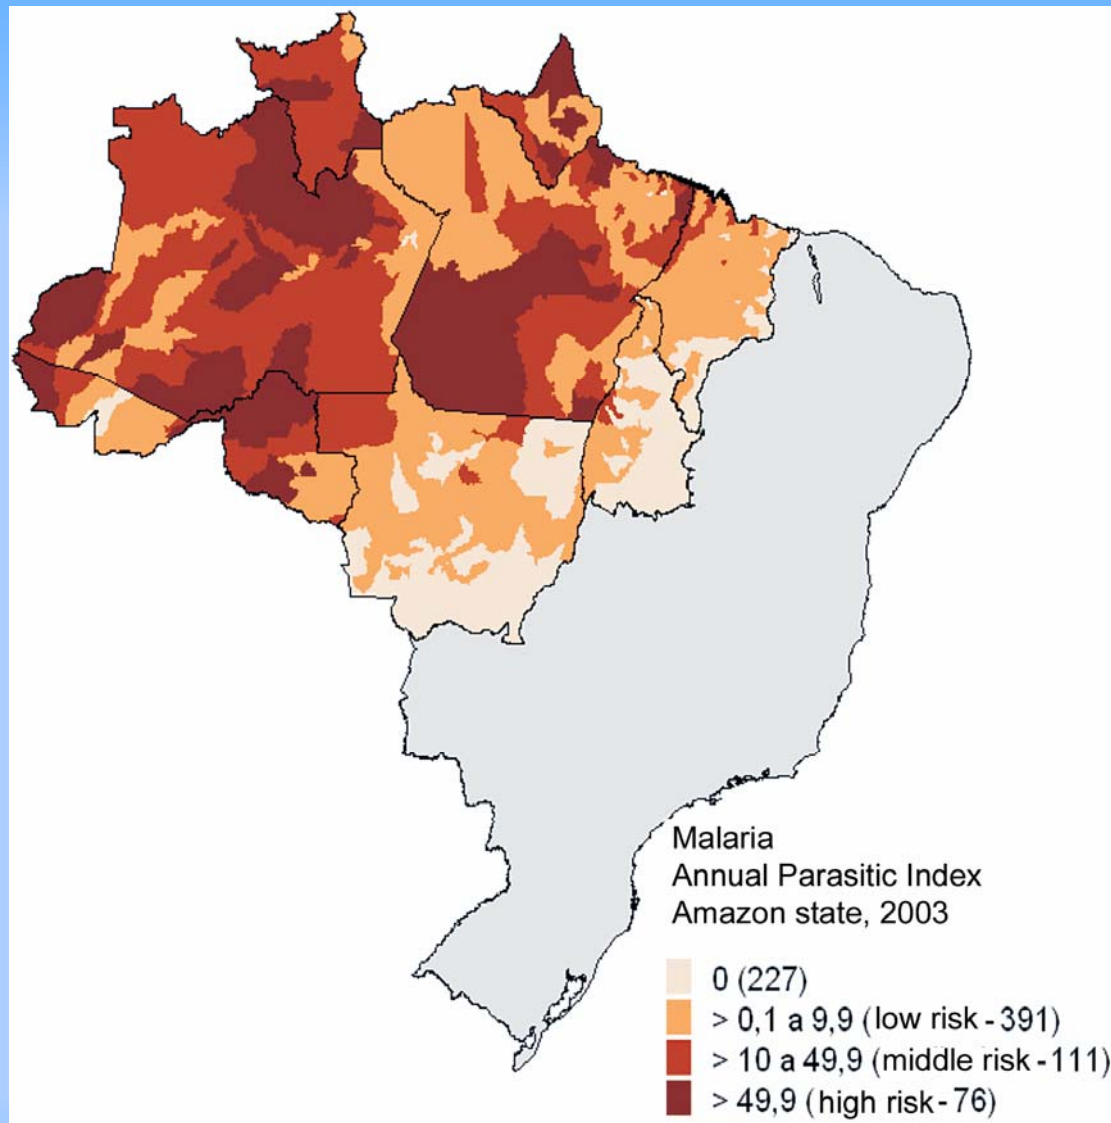 Malaria
Annual Parasitic Index
Amazon state, 2003
0 (227)
> 0,1 a 9,9 (low risk - 391)
> 10 a 49,9 (middle risk - 111)
> 49,9 (high risk - 76)